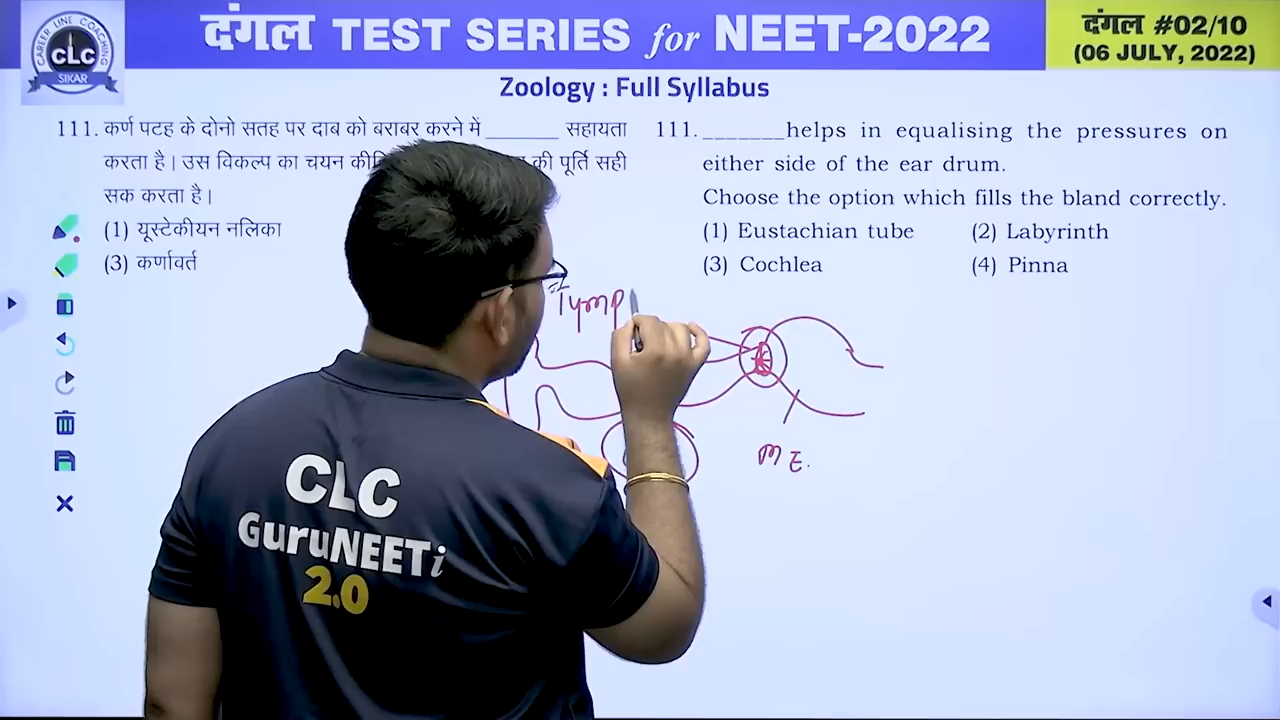 CAREER LINE COACHING
CLC
SIKAR
दंगल TEST SERIES for NEET-2022
दंगल #02/10
(06 JULY, 2022)
Zoology : Full Syllabus
111. कर्ण पटह के दोनो सतह पर दाब को बराबर करने में ________ सहायता
करता है। उस विकल्प का चयन की की पूर्ति सही
सक करता है।
(1) यूस्टेकीयन नलिका
(3) कर्णावर्त
111. ________helps in equalising the pressures on
either side of the ear drum.
Choose the option which fills the bland correctly.
(1) Eustachian tube (2) Labyrinth
(3) Cochlea (4) Pinna
Tymp
M E.
CLC
GuruNEETi
2.0